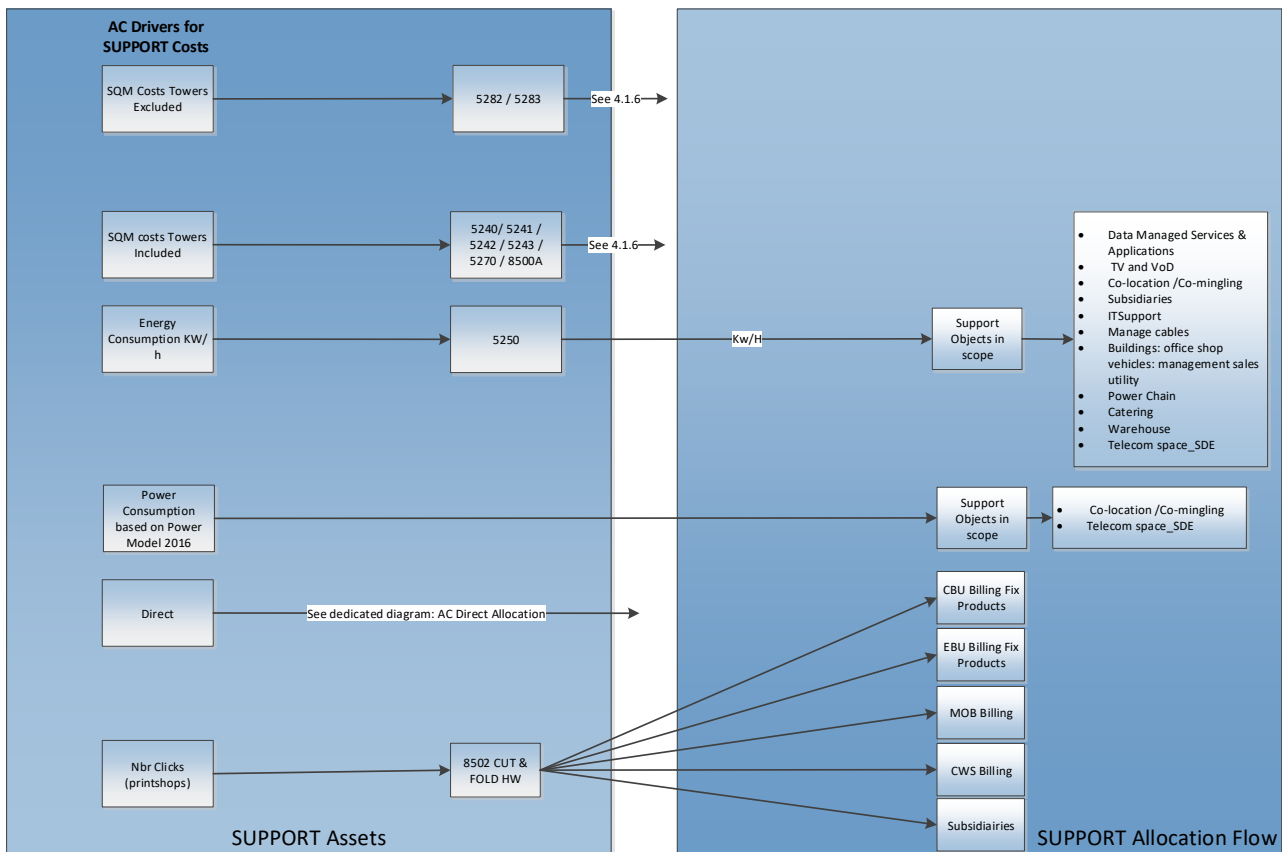 AC Drivers for
SUPPORT Costs
SQM Costs Towers
Excluded
5282 / 5283
See 4.1.6
SQM costs Towers
Included
5240/ 5241 /
5242 / 5243 /
5270 / 8500A
See 4.1.6
Energy
Consumption KW/
h
5250
Kw/H
Support
Objects in
scope
Data Managed Services &
Applications
TV and VoD
Co-location /Co-mingling
Subsidiaries
ITSupport
Manage cables
Buildings: office shop
vehicles: management sales
utility
Power Chain
Catering
Warehouse
Telecom space_SDE
Power
Consumption
based on Power
Model 2016
Support
Objects in
scope
Co-location /Co-mingling
Telecom space_SDE
Direct
See dedicated diagram: AC Direct Allocation
Nbr Clicks
(printshops)
8502 CUT &
FOLD HW
CBU Billing Fix
Products
EBU Billing Fix
Products
MOB Billing
CWS Billing
Subsidiairies
SUPPORT Assets
SUPPORT Allocation Flow